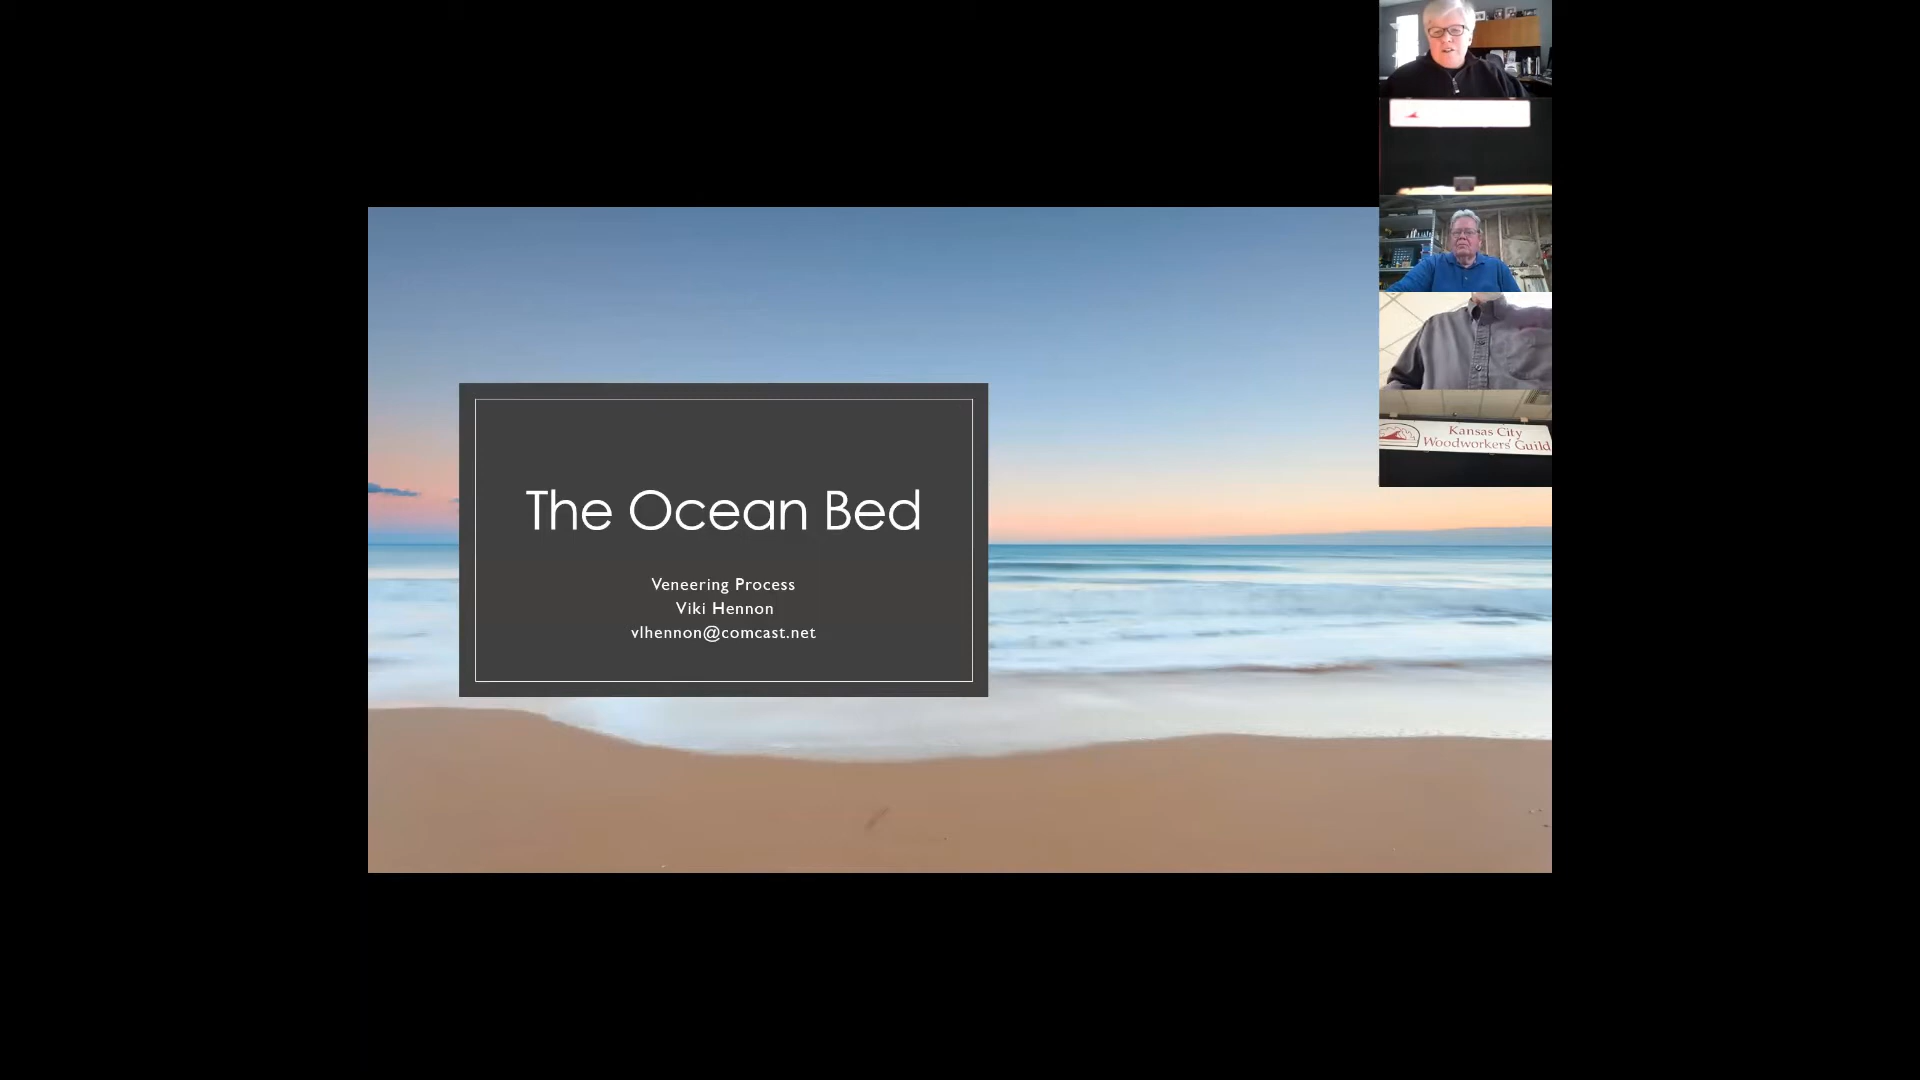 The Ocean Bed
Veneering Process
Viki Hennon
vlhennon@comcast.net
Kansas City
Woodworkers' Guild